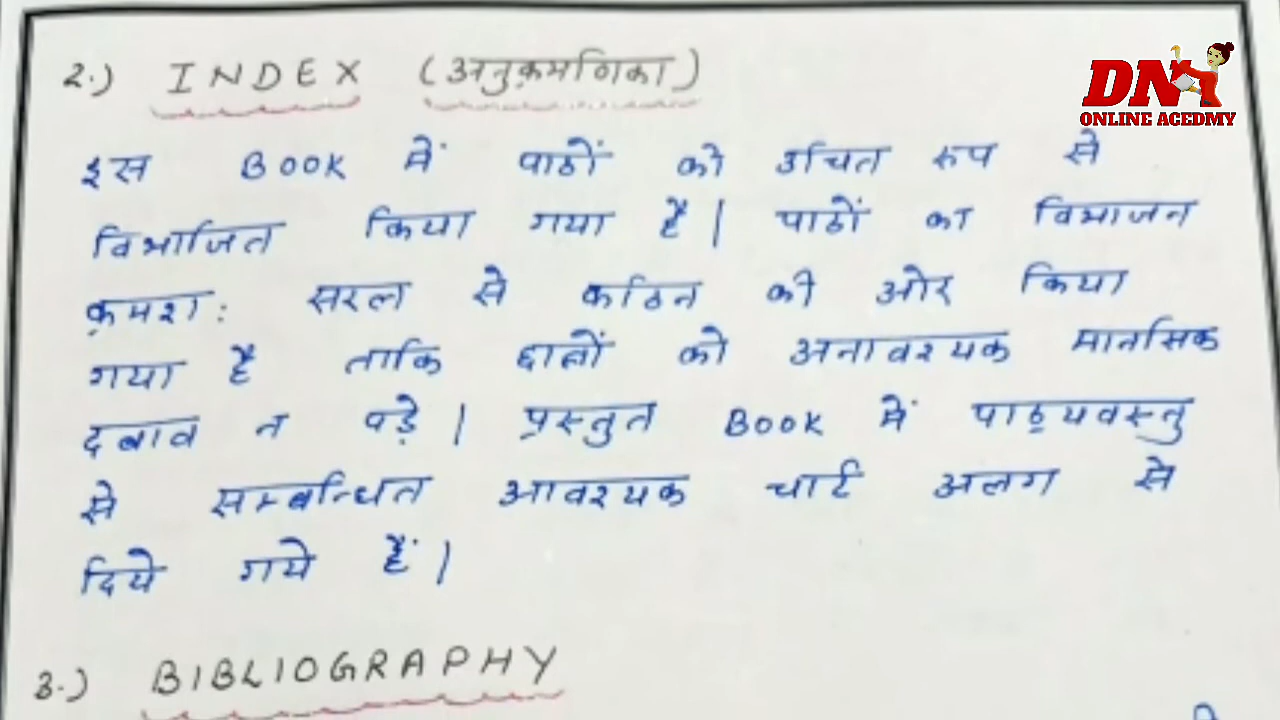 2.) INDEX (अनुक्रमणिका)
DN
ONLINE ACEDMY
इस BOOK में पाठों को उचित रूप से
विभाजित किया गया है | पाठों का विभाजन
क्रमशः सरल से कठिन की ओर किया
गया है ताकि छात्रों को अनावश्यक मानसिक
दबाव न पड़े | प्रस्तुत BOOK में पाठ्यवस्तु
से सम्बन्धित आवश्यक चार्ट अलग से
दिये गये हैं |
3.) BIBLIOGRAPHY